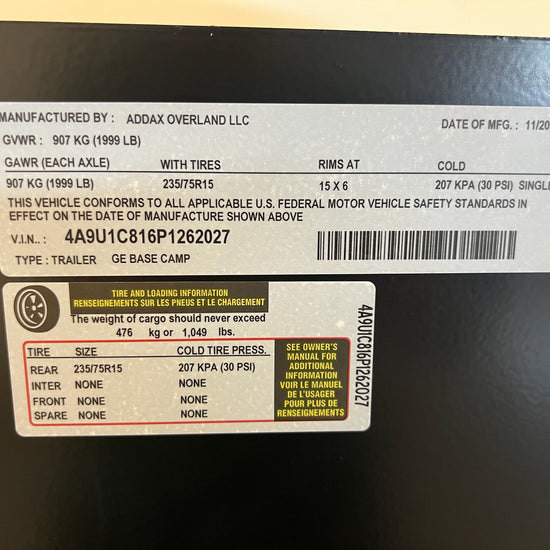 MANUFACTURED BY : ADDAX OVERLAND LLC
DATE OF MFG. : 11/20
GVWR : 907 KG (1999 LB)
GAWR (EACH AXLE) WITH TIRES RIMS AT COLD
907 KG (1999 LB) 235/75R15 15 X 6 207 KPA (30 PSI) SINGL
THIS VEHICLE CONFORMS TO ALL APPLICABLE U.S. FEDERAL MOTOR VEHICLE SAFETY STANDARDS IN
EFFECT ON THE DATE OF MANUFACTURE SHOWN ABOVE
V.I.N.. : 4A9U1C816P1262027
TYPE : TRAILER GE BASE CAMP
TIRE AND LOADING INFORMATION
RENSEIGNEMENTS SUR LES PNEUS ET LE CHARGEMENT
The weight of cargo should never exceed
476 kg or 1,049 lbs.
TIRE SIZE COLD TIRE PRESS.
REAR 235/75R15 207 KPA (30 PSI)
INTER NONE NONE
FRONT NONE NONE
SPARE NONE NONE
SEE OWNER'S
MANUAL FOR
ADDITIONAL
INFORMATION
VOIR LE MANUEL
DE L'USAGER
POUR PLUS DE
RENSEIGNEMENTS
4A9U1C816P1262027